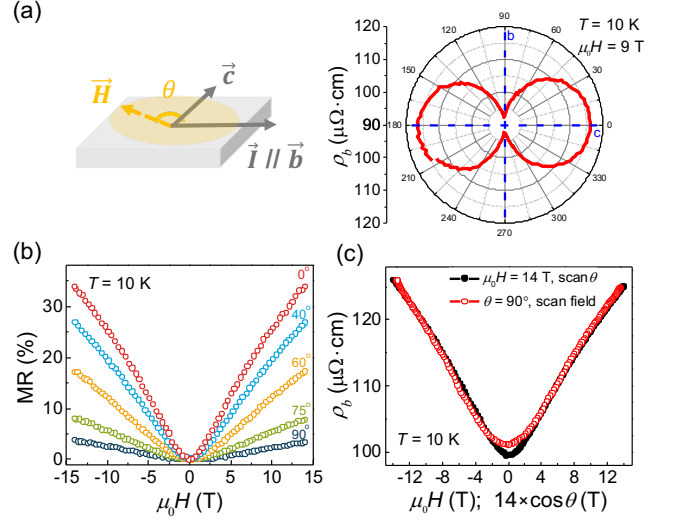 (a)
H⃗
θ
c⃗
I⃗ // b⃗
ρb (μΩ·cm)
120
110
100
90
100
110
120
90
60
30
0
330
300
270
240
210
180
150
120
b
c
T = 10 K
μ0H = 9 T
(b)
T = 10 K
MR (%)
0
10
20
30
-15
-10
-5
0
5
10
15
μ0H (T)
0°
40°
60°
75°
90°
(c)
μ0H = 14 T, scan θ
θ = 90°, scan field
ρb (μΩ·cm)
120
110
100
T = 10 K
-12
-8
-4
0
4
8
12
μ0H (T); 14×cosθ (T)